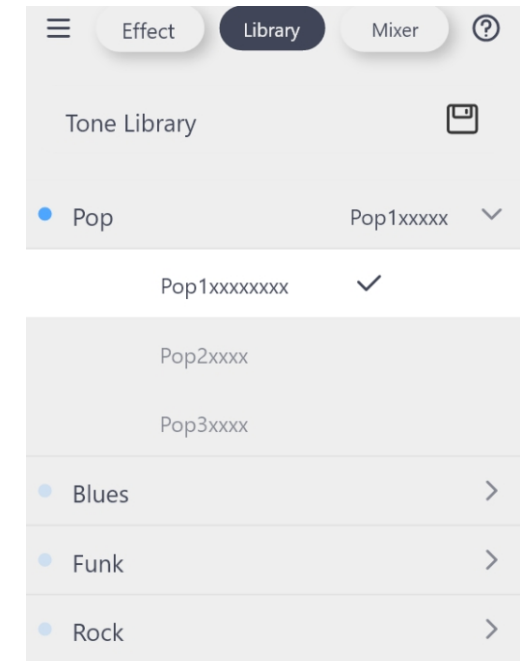 Effect Library Mixer ?
Tone Library
Pop Pop1xxxxx
Pop1xxxxxxxx
Pop2xxxx
Pop3xxxx
Blues
Funk
Rock